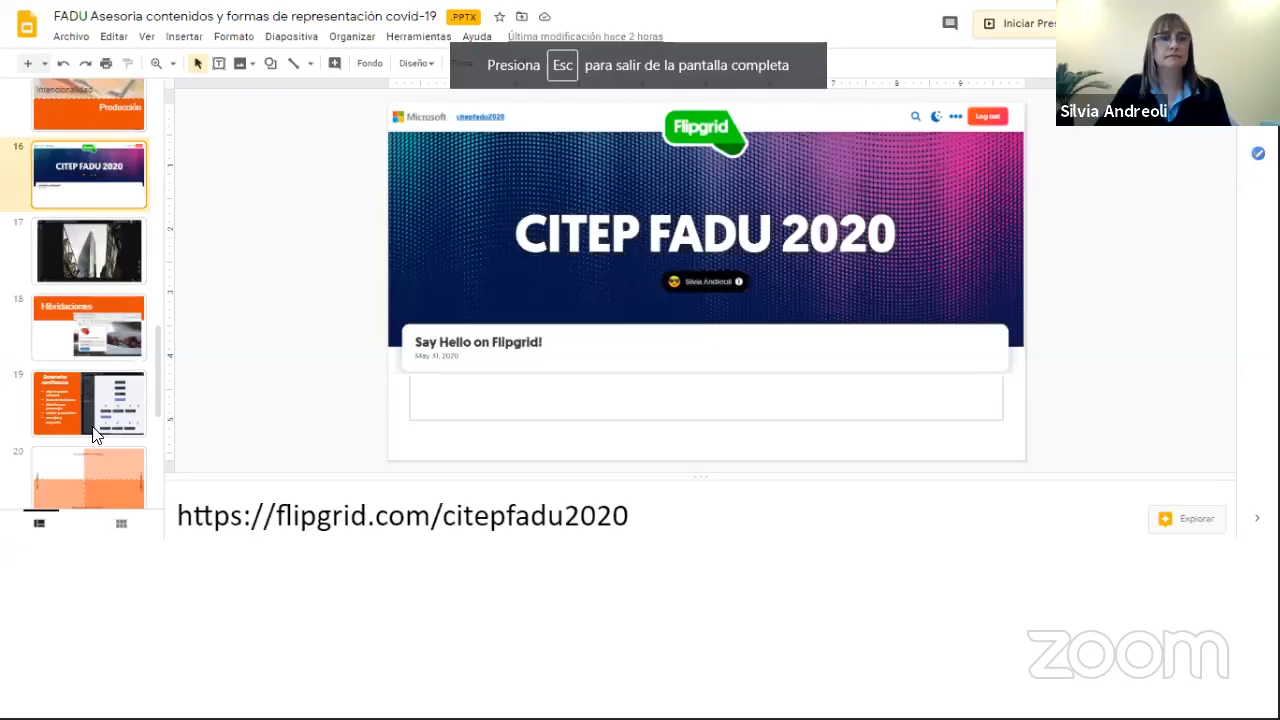 FADU Asesoria contenidos y formas de representación covid-19 .PPTX
Iniciar Pres
Archivo Editar Ver Insertar Formato Diapositiva Organizar Herramientas Ayuda Última modificación hace 2 horas
Fondo Diseño
Presiona Esc para salir de la pantalla completa
Silvia Andreoli
Intencionalidad
Producción
16
CITEP FADU 2020
17
18
Hibridaciones
19
20
Microsoft citepfadu2020
Flipgrid
Log out
CITEP FADU 2020
Silvia Andreoli
Say Hello on Flipgrid!
May 31, 2020
https://flipgrid.com/citepfadu2020
Explorar
zoom